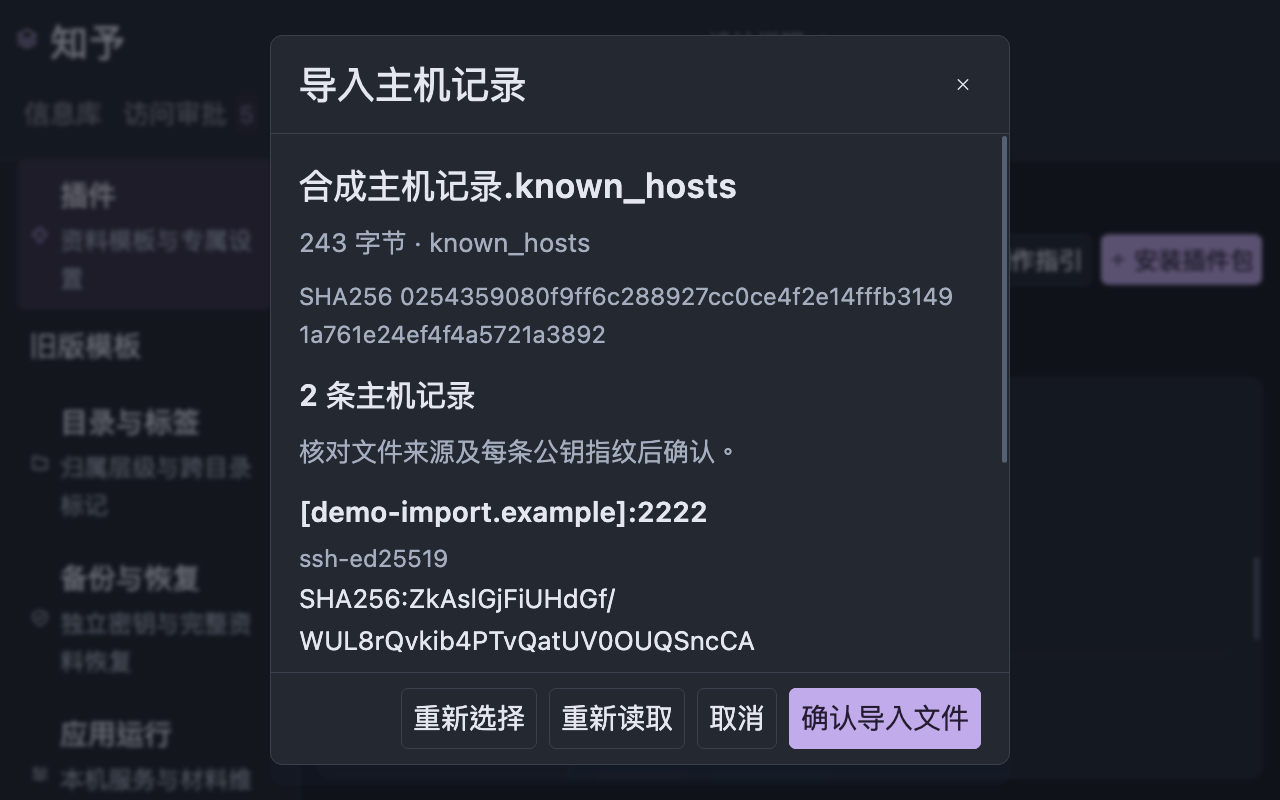 知予
信息库 访问审批 5
插件
资料模板与专属设
置
旧版模板
目录与标签
归属层级与跨目录
标记
备份与恢复
独立密钥与完整资
料恢复
应用运行
本机服务与材料维
作指引
+ 安装插件包
导入主机记录
×
合成主机记录.known_hosts
243 字节 · known_hosts
SHA256 0254359080f9ff6c288927cc0ce4f2e14fffb3149
1a761e24ef4f4a5721a3892
2 条主机记录
核对文件来源及每条公钥指纹后确认。
[demo-import.example]:2222
ssh-ed25519
SHA256:ZkAslGjFiUHdGf/
WUL8rQvkib4PTvQatUV0OUQSncCA
重新选择 重新读取 取消 确认导入文件